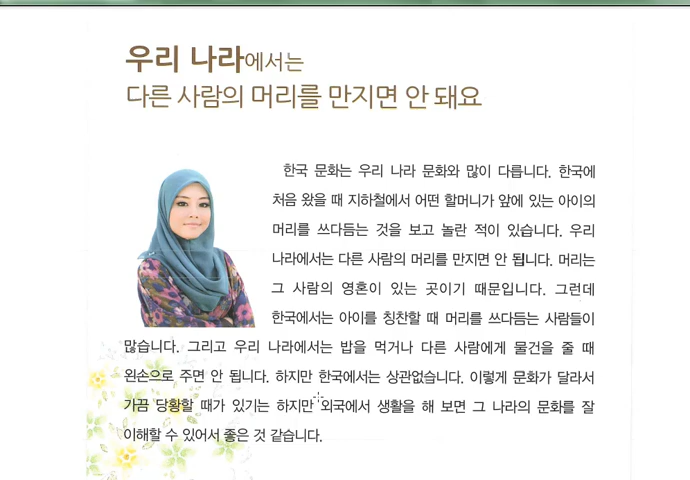 우리 나라에서는
다른 사람의 머리를 만지면 안 돼요
한국 문화는 우리 나라 문화와 많이 다릅니다. 한국에
처음 왔을 때 지하철에서 어떤 할머니가 앞에 있는 아이의
머리를 쓰다듬는 것을 보고 놀란 적이 있습니다. 우리
나라에서는 다른 사람의 머리를 만지면 안 됩니다. 머리는
그 사람의 영혼이 있는 곳이기 때문입니다. 그런데
한국에서는 아이를 칭찬할 때 머리를 쓰다듬는 사람들이
많습니다. 그리고 우리 나라에서는 밥을 먹거나 다른 사람에게 물건을 줄 때
왼손으로 주면 안 됩니다. 하지만 한국에서는 상관없습니다. 이렇게 문화가 달라서
가끔 당황할 때가 있기는 하지만 외국에서 생활을 해 보면 그 나라의 문화를 잘
이해할 수 있어서 좋은 것 같습니다.